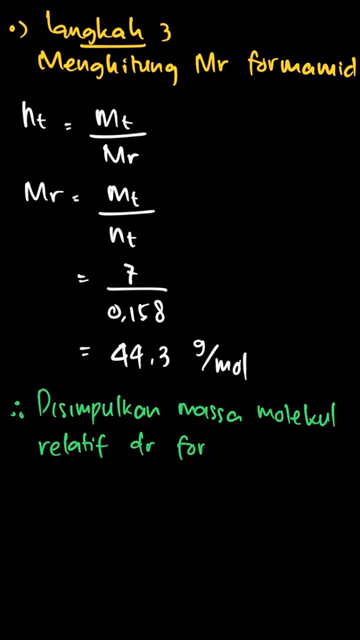 •) Langkah 3
Menghitung Mr formamid
nt = mt / Mr
Mr = mt / nt
= 7 / 0,158
= 44.3 g/mol
∴ Disimpulkan massa molekul
relatif dr for